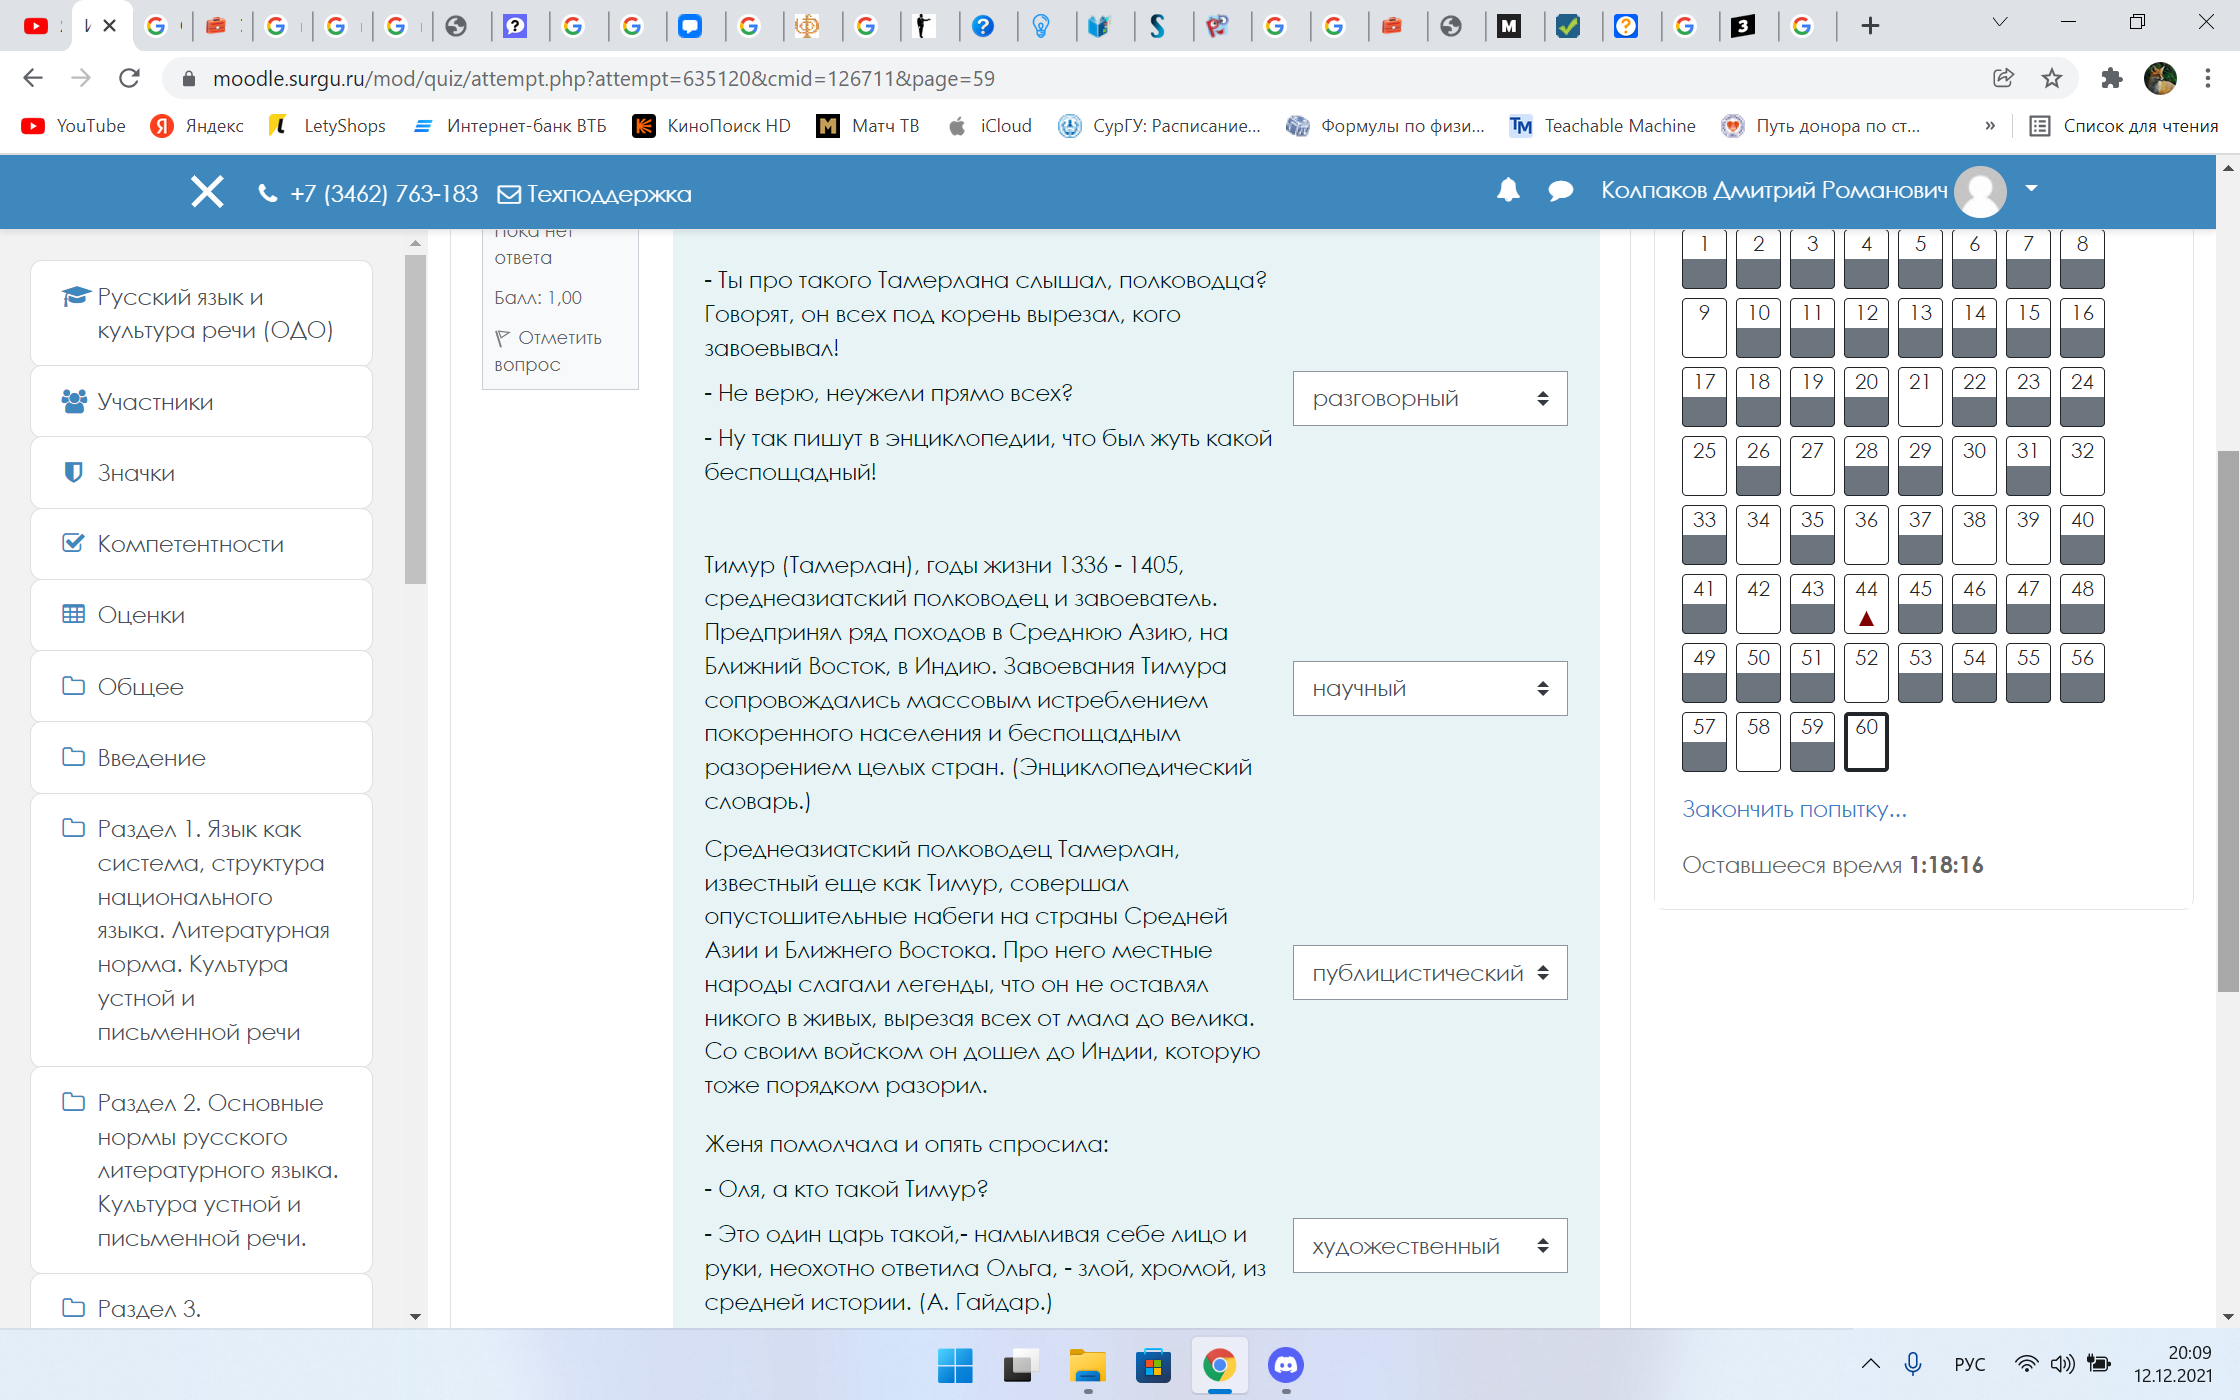 moodle.surgu.ru/mod/quiz/attempt.php?attempt=635120&cmid=126711&page=59
YouTube
Яндекс
LetyShops
Интернет-банк ВТБ
КиноПоиск HD
Матч ТВ
iCloud
СурГУ: Расписание...
Формулы по физи...
Teachable Machine
Путь донора по ст...
»
Список для чтения
+7 (3462) 763-183
Техподдержка
Колпаков Дмитрий Романович
Русский язык и
культура речи (ОДО)
Участники
Значки
Компетентности
Оценки
Общее
Введение
Раздел 1. Язык как
система, структура
национального
языка. Литературная
норма. Культура
устной и
письменной речи
Раздел 2. Основные
нормы русского
литературного языка.
Культура устной и
письменной речи.
Раздел 3.
Пока нет
ответа
Балл: 1,00
Отметить
вопрос
- Ты про такого Тамерлана слышал, полководца?
Говорят, он всех под корень вырезал, кого
завоевывал!
- Не верю, неужели прямо всех?
- Ну так пишут в энциклопедии, что был жуть какой
беспощадный!
разговорный
Тимур (Тамерлан), годы жизни 1336 - 1405,
среднеазиатский полководец и завоеватель.
Предпринял ряд походов в Среднюю Азию, на
Ближний Восток, в Индию. Завоевания Тимура
сопровождались массовым истреблением
покоренного населения и беспощадным
разорением целых стран. (Энциклопедический
словарь.)
научный
Среднеазиатский полководец Тамерлан,
известный еще как Тимур, совершал
опустошительные набеги на страны Средней
Азии и Ближнего Востока. Про него местные
народы слагали легенды, что он не оставлял
никого в живых, вырезая всех от мала до велика.
Со своим войском он дошел до Индии, которую
тоже порядком разорил.
публицистический
Женя помолчала и опять спросила:
- Оля, а кто такой Тимур?
- Это один царь такой,- намыливая себе лицо и
руки, неохотно ответила Ольга, - злой, хромой, из
средней истории. (А. Гайдар.)
художественный
1 2 3 4 5 6 7 8
9 10 11 12 13 14 15 16
17 18 19 20 21 22 23 24
25 26 27 28 29 30 31 32
33 34 35 36 37 38 39 40
41 42 43 44 45 46 47 48
49 50 51 52 53 54 55 56
57 58 59 60
Закончить попытку...
Оставшееся время 1:18:16
РУС
20:09
12.12.2021